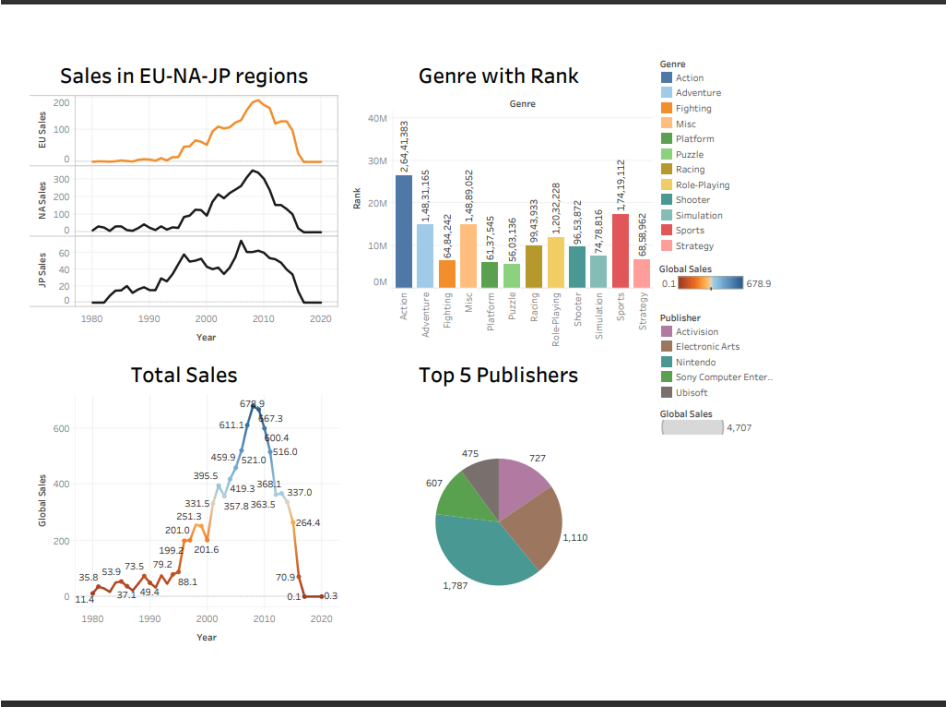 Sales in EU-NA-JP regions
200
100
0
EU Sales
300
200
100
0
NA Sales
60
40
20
0
JP Sales
1980
1990
2000
2010
2020
Year
Genre with Rank
Genre
40M
30M
20M
10M
0M
Rank
2,64,41,383
1,48,31,165
64,84,242
1,48,89,052
61,37,545
56,03,136
99,43,933
1,20,32,228
96,53,872
74,78,816
1,74,19,112
68,58,962
Action
Adventure
Fighting
Misc
Platform
Puzzle
Racing
Role-Playing
Shooter
Simulation
Sports
Strategy
Genre
Action
Adventure
Fighting
Misc
Platform
Puzzle
Racing
Role-Playing
Shooter
Simulation
Sports
Strategy
Global Sales
0.1 678.9
Publisher
Activision
Electronic Arts
Nintendo
Sony Computer Enter..
Ubisoft
Global Sales
4,707
Total Sales
600
400
200
0
Global Sales
678.9
667.3
611.1
600.4
459.9
521.0
516.0
395.5
419.3
368.1
337.0
331.5
357.8
363.5
251.3
264.4
201.0
199.2
201.6
73.5
79.2
35.8
53.9
88.1
70.9
11.4
37.1
49.4
0.1
0.3
1980
1990
2000
2010
2020
Year
Top 5 Publishers
475
727
607
1,110
1,787